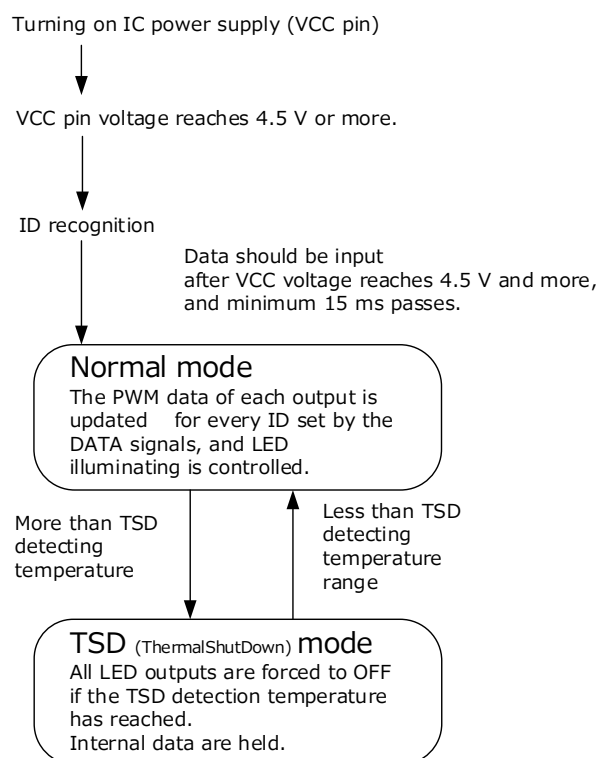 Turning on IC power supply (VCC pin)
VCC pin voltage reaches 4.5 V or more.
ID recognition
Data should be input
after VCC voltage reaches 4.5 V and more,
and minimum 15 ms passes.
Normal mode
The PWM data of each output is
updated for every ID set by the
DATA signals, and LED
illuminating is controlled.
More than TSD
detecting
temperature
Less than TSD
detecting
temperature
range
TSD (ThermalShutDown) mode
All LED outputs are forced to OFF
if the TSD detection temperature
has reached.
Internal data are held.